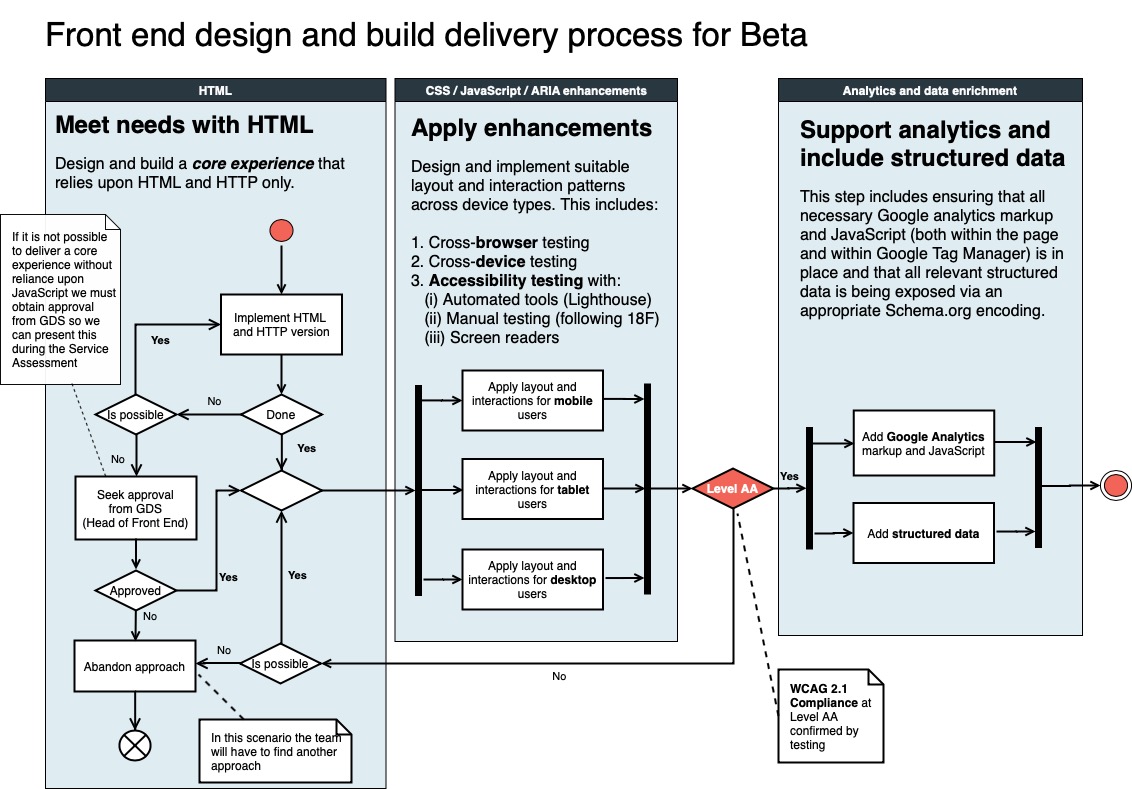 Front end design and build delivery process for Beta
HTML
Meet needs with HTML
Design and build a core experience that
relies upon HTML and HTTP only.
If it is not possible
to deliver a core
experience without
reliance upon
JavaScript we must
obtain approval
from GDS so we
can present this
during the Service
Assessment
Implement HTML
and HTTP version
Yes
Is possible
No
Done
Yes
No
Seek approval
from GDS
(Head of Front End)
Approved
Yes
Yes
No
Abandon approach
No
Is possible
In this scenario the team
will have to find another
approach
CSS / JavaScript / ARIA enhancements
Apply enhancements
Design and implement suitable
layout and interaction patterns
across device types. This includes:
1. Cross-browser testing
2. Cross-device testing
3. Accessibility testing with:
(i) Automated tools (Lighthouse)
(ii) Manual testing (following 18F)
(iii) Screen readers
Apply layout and
interactions for mobile
users
Apply layout and
interactions for tablet
users
Apply layout and
interactions for desktop
users
Level AA
Yes
No
WCAG 2.1
Compliance at
Level AA
confirmed by
testing
Analytics and data enrichment
Support analytics and
include structured data
This step includes ensuring that all
necessary Google analytics markup
and JavaScript (both within the page
and within Google Tag Manager) is in
place and that all relevant structured
data is being exposed via an
appropriate Schema.org encoding.
Add Google Analytics
markup and JavaScript
Add structured data